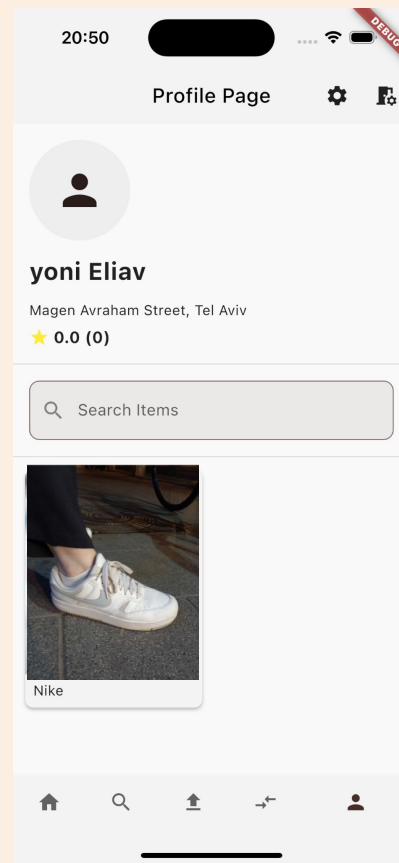 20:50
DEBUG
Profile Page
yoni Eliav
Magen Avraham Street, Tel Aviv
0.0 (0)
Search Items
Nike